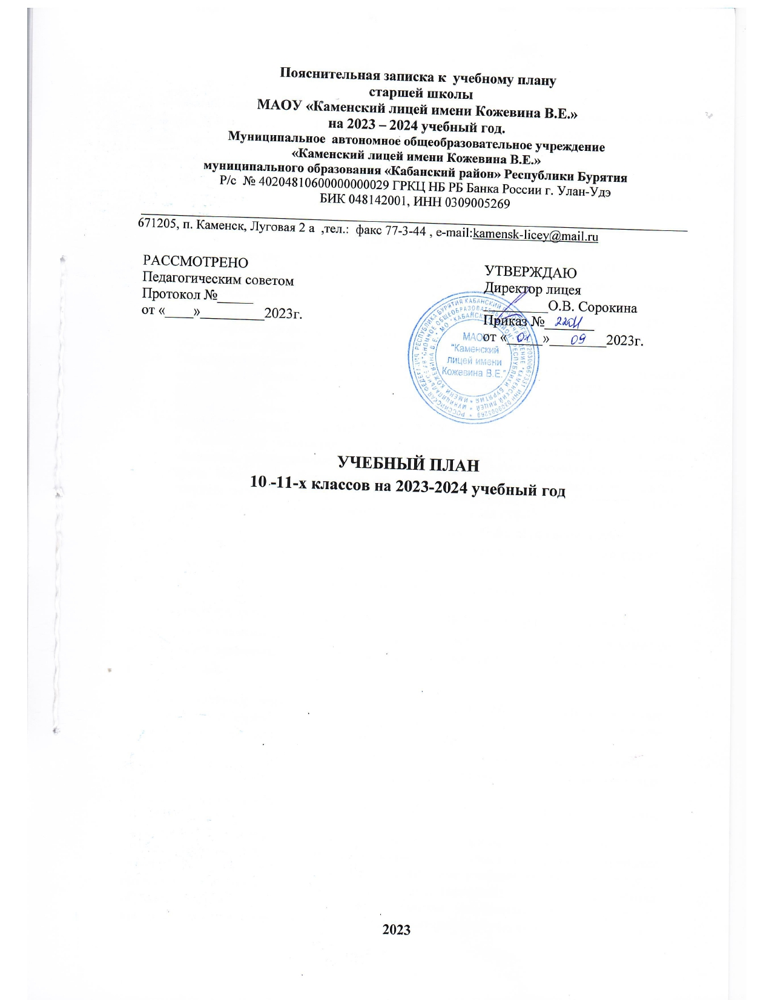 Пояснительная записка к учебному плану
старшей школы
МАОУ «Каменский лицей имени Кожевина В.Е.»
на 2023 – 2024 учебный год.
Муниципальное автономное общеобразовательное учреждение
«Каменский лицей имени Кожевина В.Е.»
муниципального образования «Кабанский район» Республики Бурятия
Р/с № 40204810600000000029 ГРКЦ НБ РБ Банка России г. Улан-Удэ
БИК 048142001, ИНН 0309005269
671205, п. Каменск, Луговая 2 а ,тел.: факс 77-3-44 , e-mail:kamensk-licey@mail.ru
РАССМОТРЕНО
Педагогическим советом
Протокол №_____
от «____»_________2023г.
УТВЕРЖДАЮ
Директор лицея
_________О.В. Сорокина
Приказ №_______
от «01»09 2023г.
МАОУ
"Каменский
лицей имени
Кожевина В.Е."
УЧЕБНЫЙ ПЛАН
10 -11-х классов на 2023-2024 учебный год
2023